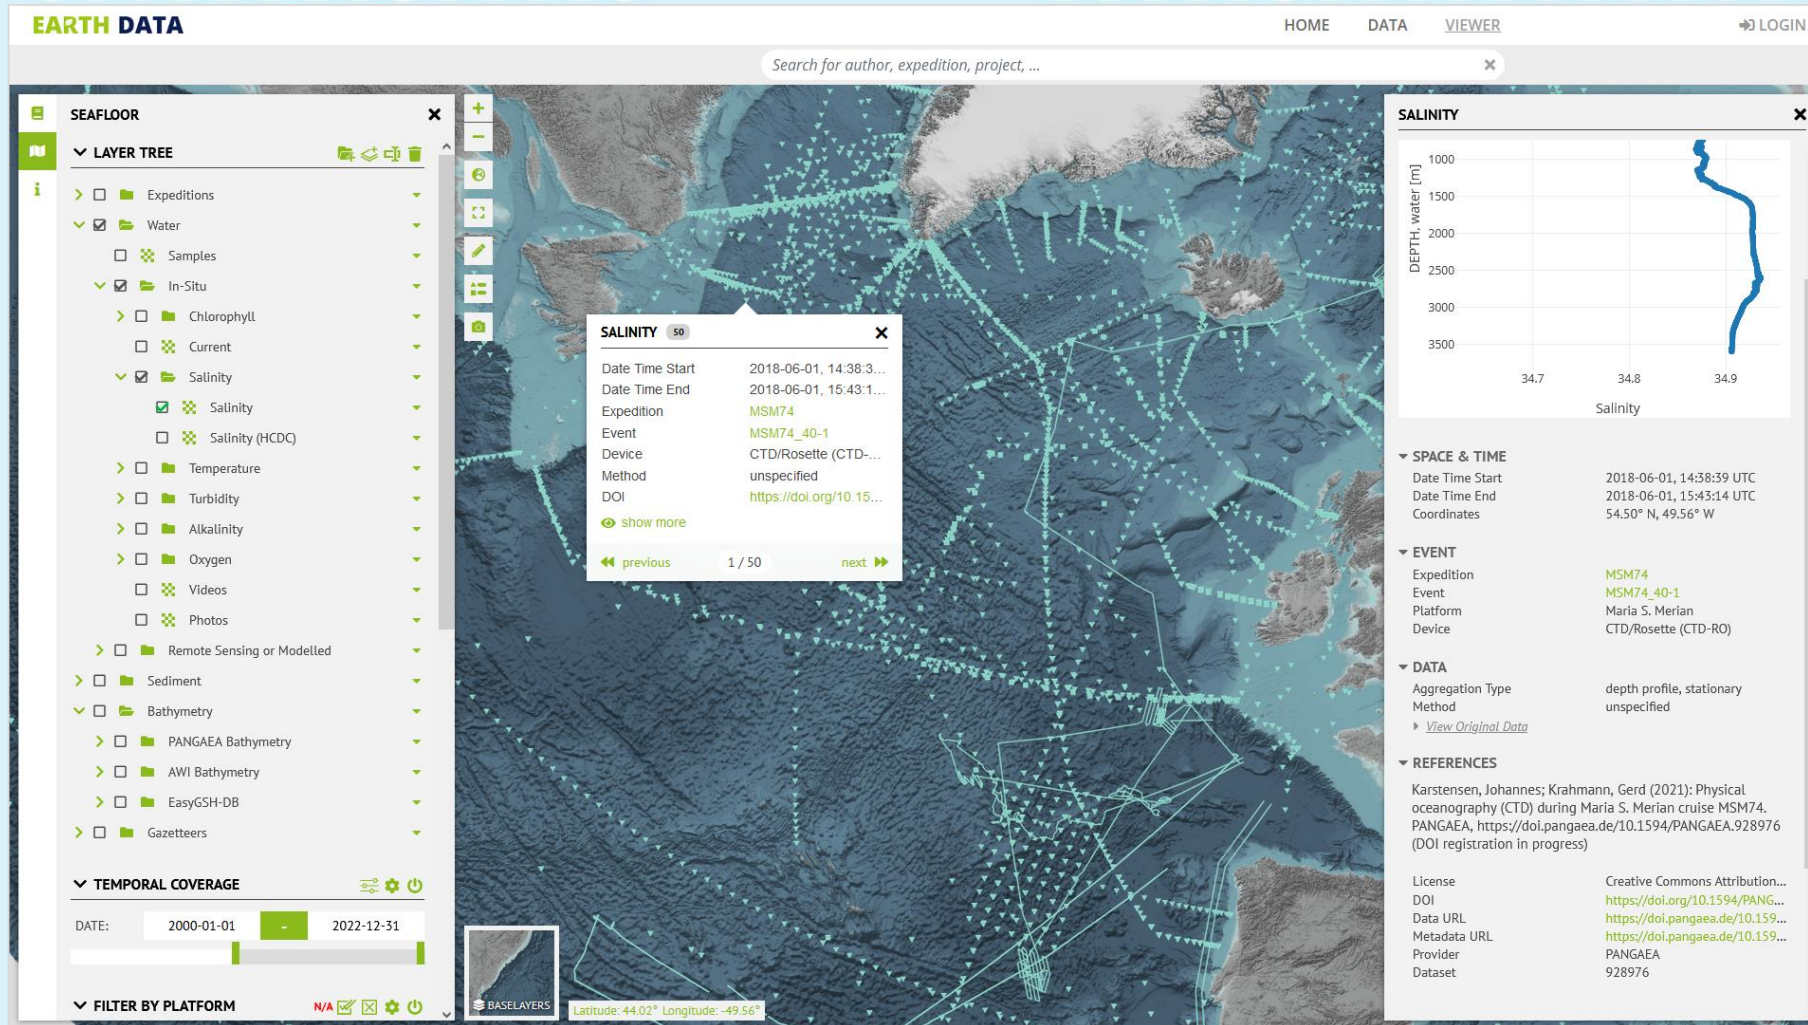 EARTH DATA
HOME DATA VIEWER LOGIN
Search for author, expedition, project, ...
SEAFLOOR
LAYER TREE
Expeditions
Water
Samples
In-Situ
Chlorophyll
Current
Salinity
Salinity
Salinity (HCDC)
Temperature
Turbidity
Alkalinity
Oxygen
Videos
Photos
Remote Sensing or Modelled
Sediment
Bathymetry
PANGAEA Bathymetry
AWI Bathymetry
EasyGSH-DB
Gazetteers
TEMPORAL COVERAGE
DATE: 2000-01-01 - 2022-12-31
FILTER BY PLATFORM N/A
BASELAYERS
Latitude: 44.02° Longitude: -49.56°
SALINITY 50
Date Time Start 2018-06-01, 14:38:3...
Date Time End 2018-06-01, 15:43:1...
Expedition MSM74
Event MSM74_40-1
Device CTD/Rosette (CTD-...
Method unspecified
DOI https://doi.org/10.15...
show more
previous 1 / 50 next
SALINITY
DEPTH, water [m]
1000
1500
2000
2500
3000
3500
34.7 34.8 34.9
Salinity
SPACE & TIME
Date Time Start 2018-06-01, 14:38:39 UTC
Date Time End 2018-06-01, 15:43:14 UTC
Coordinates 54.50° N, 49.56° W
EVENT
Expedition MSM74
Event MSM74_40-1
Platform Maria S. Merian
Device CTD/Rosette (CTD-RO)
DATA
Aggregation Type depth profile, stationary
Method unspecified
View Original Data
REFERENCES
Karstensen, Johannes; Krahmann, Gerd (2021): Physical
oceanography (CTD) during Maria S. Merian cruise MSM74.
PANGAEA, https://doi.pangaea.de/10.1594/PANGAEA.928976
(DOI registration in progress)
License Creative Commons Attribution...
DOI https://doi.org/10.1594/PANG...
Data URL https://doi.pangaea.de/10.159...
Metadata URL https://doi.pangaea.de/10.159...
Provider PANGAEA
Dataset 928976